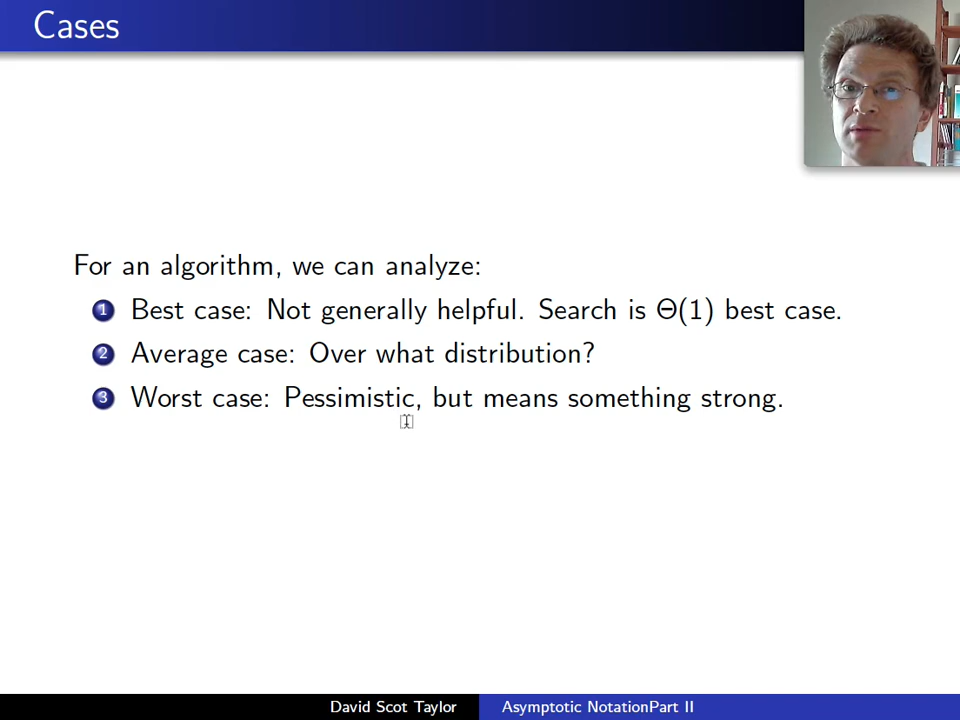 Cases
For an algorithm, we can analyze:
1 Best case: Not generally helpful. Search is Θ(1) best case.
2 Average case: Over what distribution?
3 Worst case: Pessimistic, but means something strong.
David Scot Taylor
Asymptotic NotationPart II